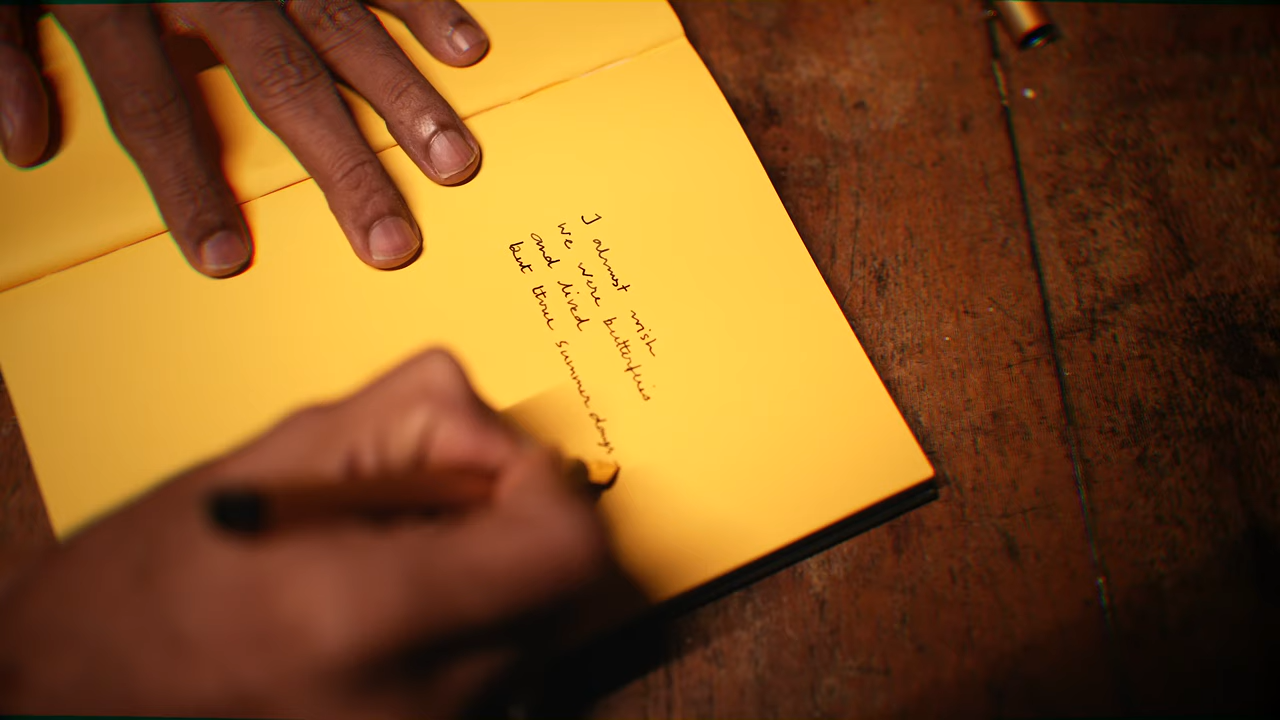 I almost wish
we were butterflies
and lived
but three summer days